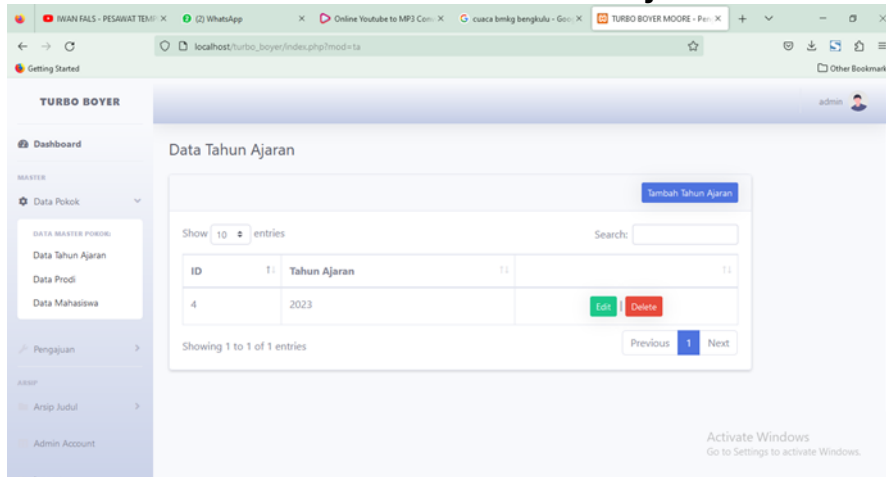 IWAN FALS - PESAWAT TEMP
(2) WhatsApp
Online Youtube to MP3 Conv
cuaca bmkg bengkulu - Goo
TURBO BOYER MOORE - Pen
localhost/turbo_boyer/index.php?mod=ta
Getting Started
Other Bookmark
TURBO BOYER
admin
Dashboard
Data Tahun Ajaran
MASTER
Tambah Tahun Ajaran
Data Pokok
DATA MASTER POKOK:
Data Tahun Ajaran
Data Prodi
Data Mahasiswa
Show 10 entries
Search:
ID Tahun Ajaran
4 2023 Edit | Delete
Showing 1 to 1 of 1 entries
Previous 1 Next
Pengajuan
ARSIP
Arsip Judul
Admin Account
Activate Windows
Go to Settings to activate Windows.